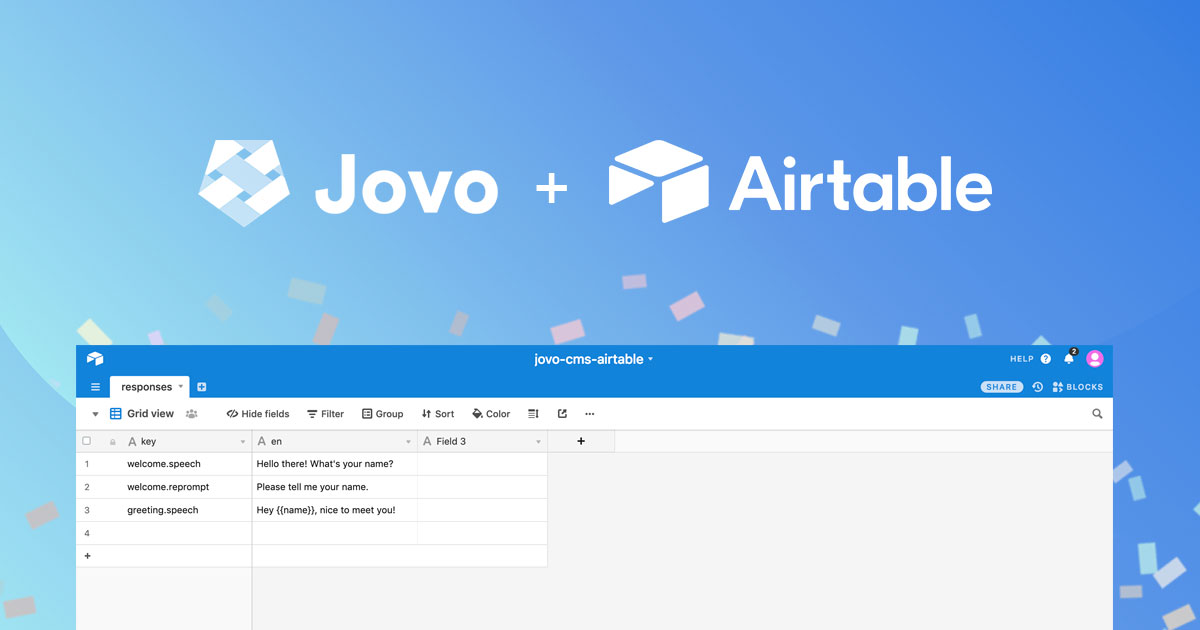 Jovo + Airtable
jovo-cms-airtable
HELP ? 2
responses
SHARE BLOCKS
Grid view Hide fields Filter Group Sort Color ...
A key A en A Field 3 +
1 welcome.speech Hello there! What's your name?
2 welcome.reprompt Please tell me your name.
3 greeting.speech Hey {{name}}, nice to meet you!
4
+